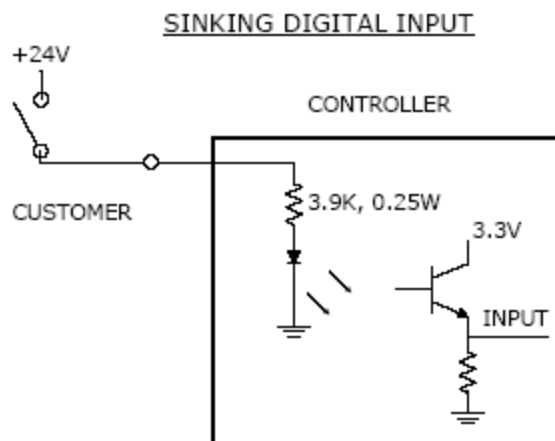 SINKING DIGITAL INPUT
+24V
CONTROLLER
CUSTOMER
3.9K, 0.25W
3.3V
INPUT